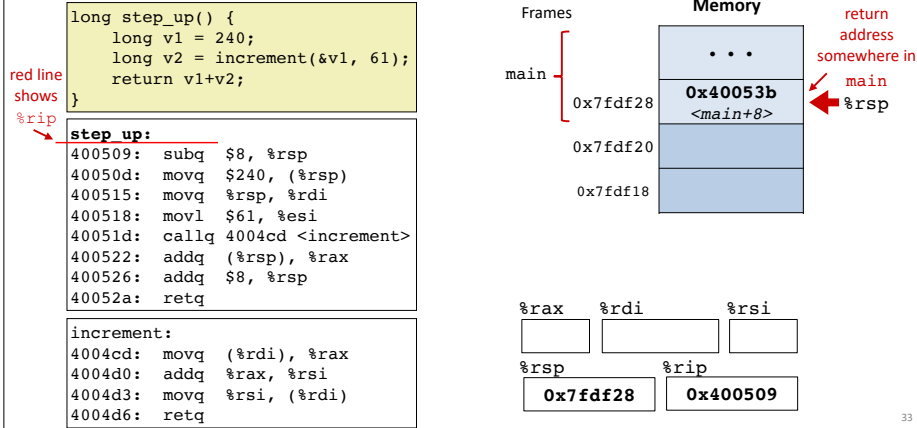 long step_up() {
    long v1 = 240;
    long v2 = increment(&v1, 61);
    return v1+v2;
}
red line
shows
%rip
step_up:
400509:  subq  $8, %rsp
40050d:  movq  $240, (%rsp)
400515:  movq  %rsp, %rdi
400518:  movl  $61, %esi
40051d:  callq 4004cd <increment>
400522:  addq  (%rsp), %rax
400526:  addq  $8, %rsp
40052a:  retq
increment:
4004cd:  movq  (%rdi), %rax
4004d0:  addq  %rax, %rsi
4004d3:  movq  %rsi, (%rdi)
4004d6:  retq
Frames
Memory
return
address
somewhere in
main
main
• • •
0x7fdf28
0x40053b
<main+8>
%rsp
0x7fdf20
0x7fdf18
%rax %rdi %rsi
%rsp %rip
0x7fdf28 0x400509
33